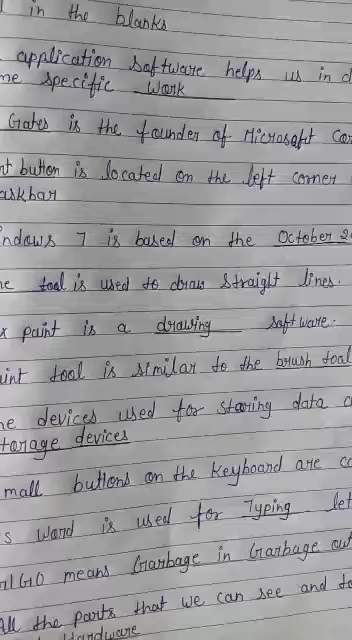 in the blanks
application software helps us in d
me specific work
Gates is the founder of Microsoft Cor
t button is located on the left corner
askbar
ndows 7 is based on the October 2
ne tool is used to draw straight lines.
x paint is a drawing software.
int tool is similar to the brush tool
he devices used for storing data a
torage devices
mall buttons on the Keyboard are ca
s word is used for Typing let
GIGO means Garbage in Garbage out
All the parts that we can see and to
Hardware